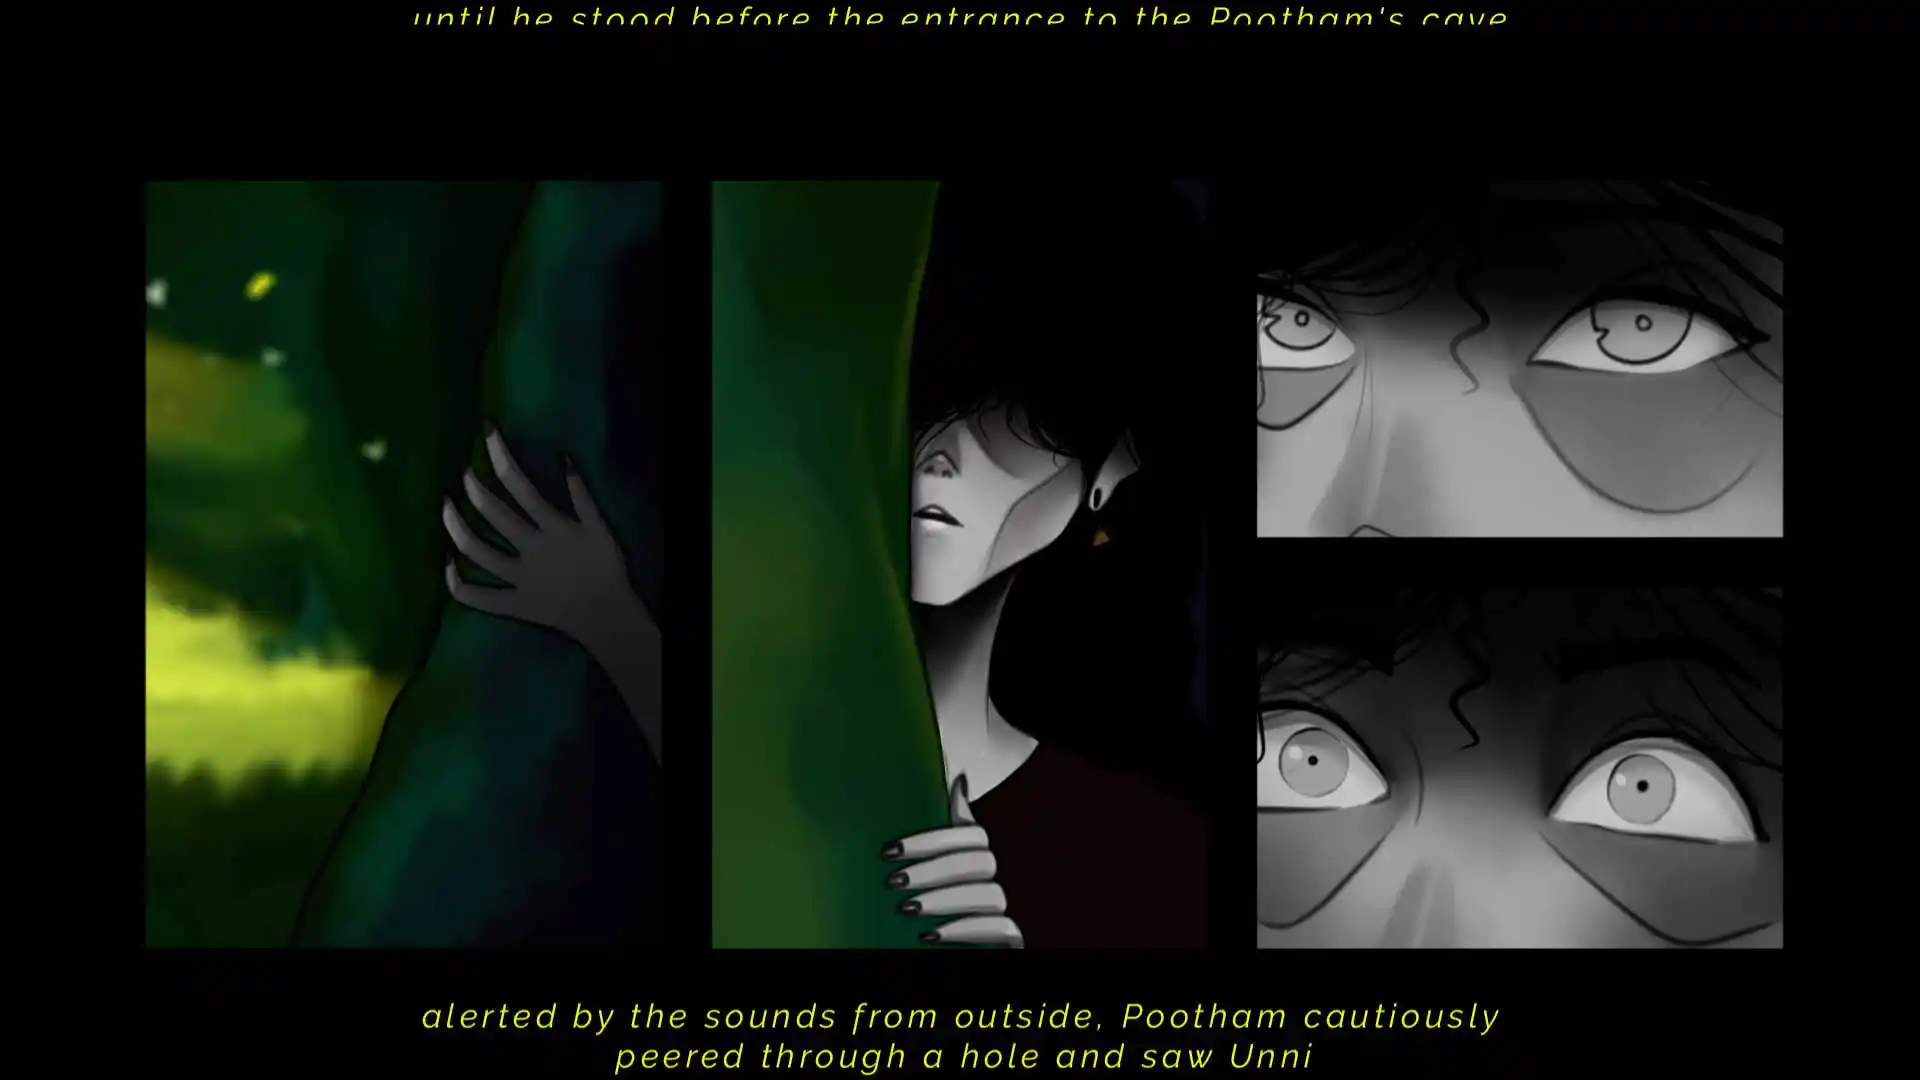 until he stood before the entrance to the Pootham's cave
alerted by the sounds from outside, Pootham cautiously
peered through a hole and saw Unni